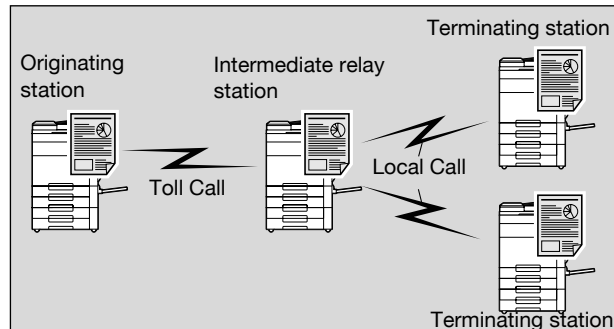 Terminating station
Originating
station
Intermediate relay
station
Toll Call
Local Call
Terminating station